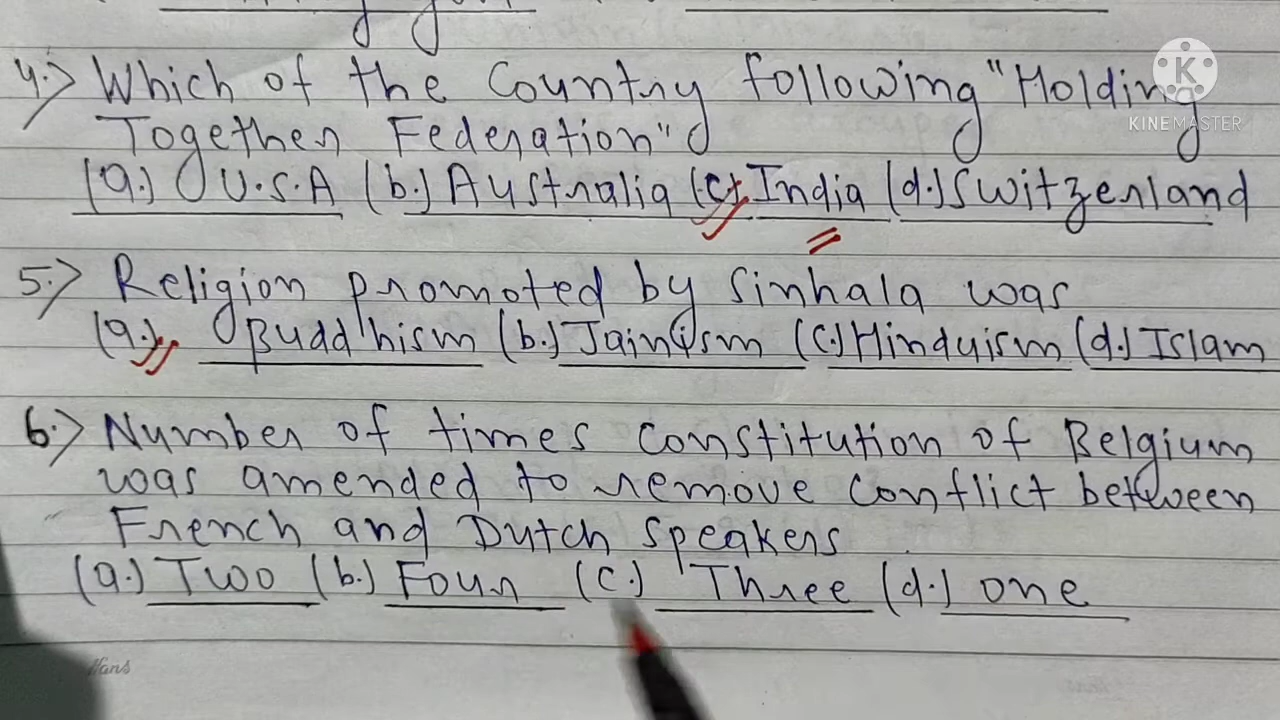 4.) Which of the Country following "Holding
Together Federation"
(a.) U.S.A (b.) Australia (c.) India (d.) Switzerland
5.) Religion promoted by Sinhala was
(a.) Buddhism (b.) Jainism (c.) Hinduism (d.) Islam
6.) Number of times constitution of Belgium
was amended to remove conflict between
French and Dutch speakers
(a.) Two (b.) Four (c.) Three (d.) one
K
KINEMASTER